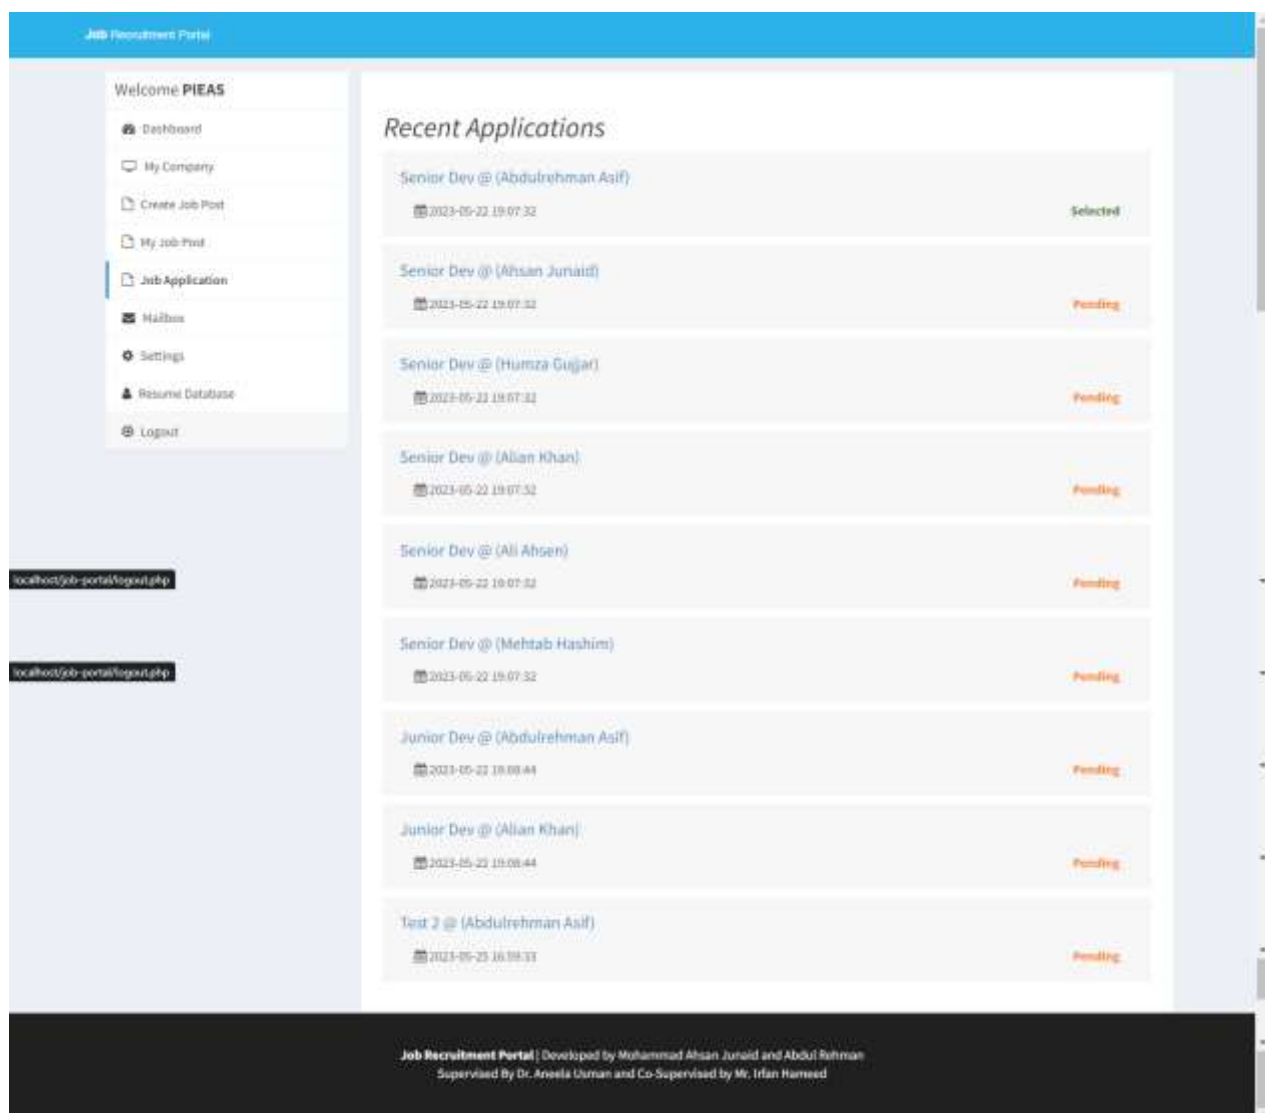 Job Recruitment Portal
Welcome PIEAS
Dashboard
My Company
Create Job Post
My Job Post
Job Application
Mailbox
Settings
Resume Database
Logout
Recent Applications
Senior Dev @ (Abdulrehman Asif)
2023-05-22 19:07:32
Selected
Senior Dev @ (Ahsan Junaid)
2023-05-22 19:07:32
Pending
Senior Dev @ (Humza Gujjar)
2023-05-22 19:07:32
Pending
Senior Dev @ (Alian Khan)
2023-05-22 19:07:32
Pending
Senior Dev @ (Ali Ahsen)
2023-05-22 19:07:32
Pending
Senior Dev @ (Mehtab Hashim)
2023-05-22 19:07:32
Pending
Junior Dev @ (Abdulrehman Asif)
2023-05-22 19:08:44
Pending
Junior Dev @ (Alian Khan)
2023-05-22 19:08:44
Pending
Test 2 @ (Abdulrehman Asif)
2023-05-25 16:59:33
Pending
localhost/job-portal/logout.php
localhost/job-portal/logout.php
Job Recruitment Portal | Developed by Mohammad Ahsan Junaid and Abdul Rehman
Supervised By Dr. Aneela Usman and Co-Supervised by Mr. Irfan Hameed